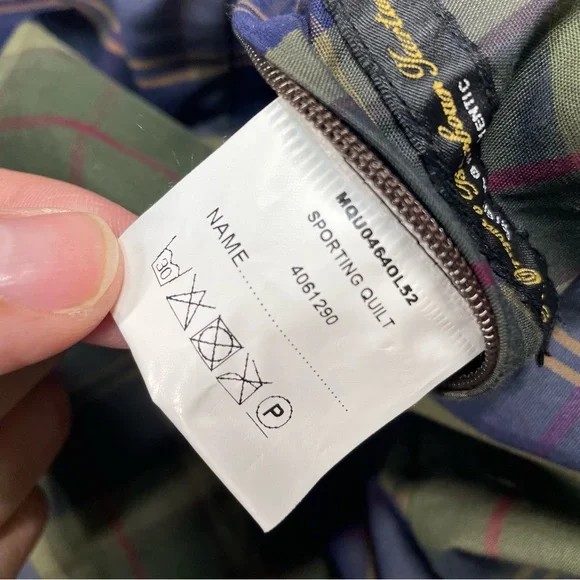 MQU0464OL52
SPORTING QUILT
4061290
NAME
30
P